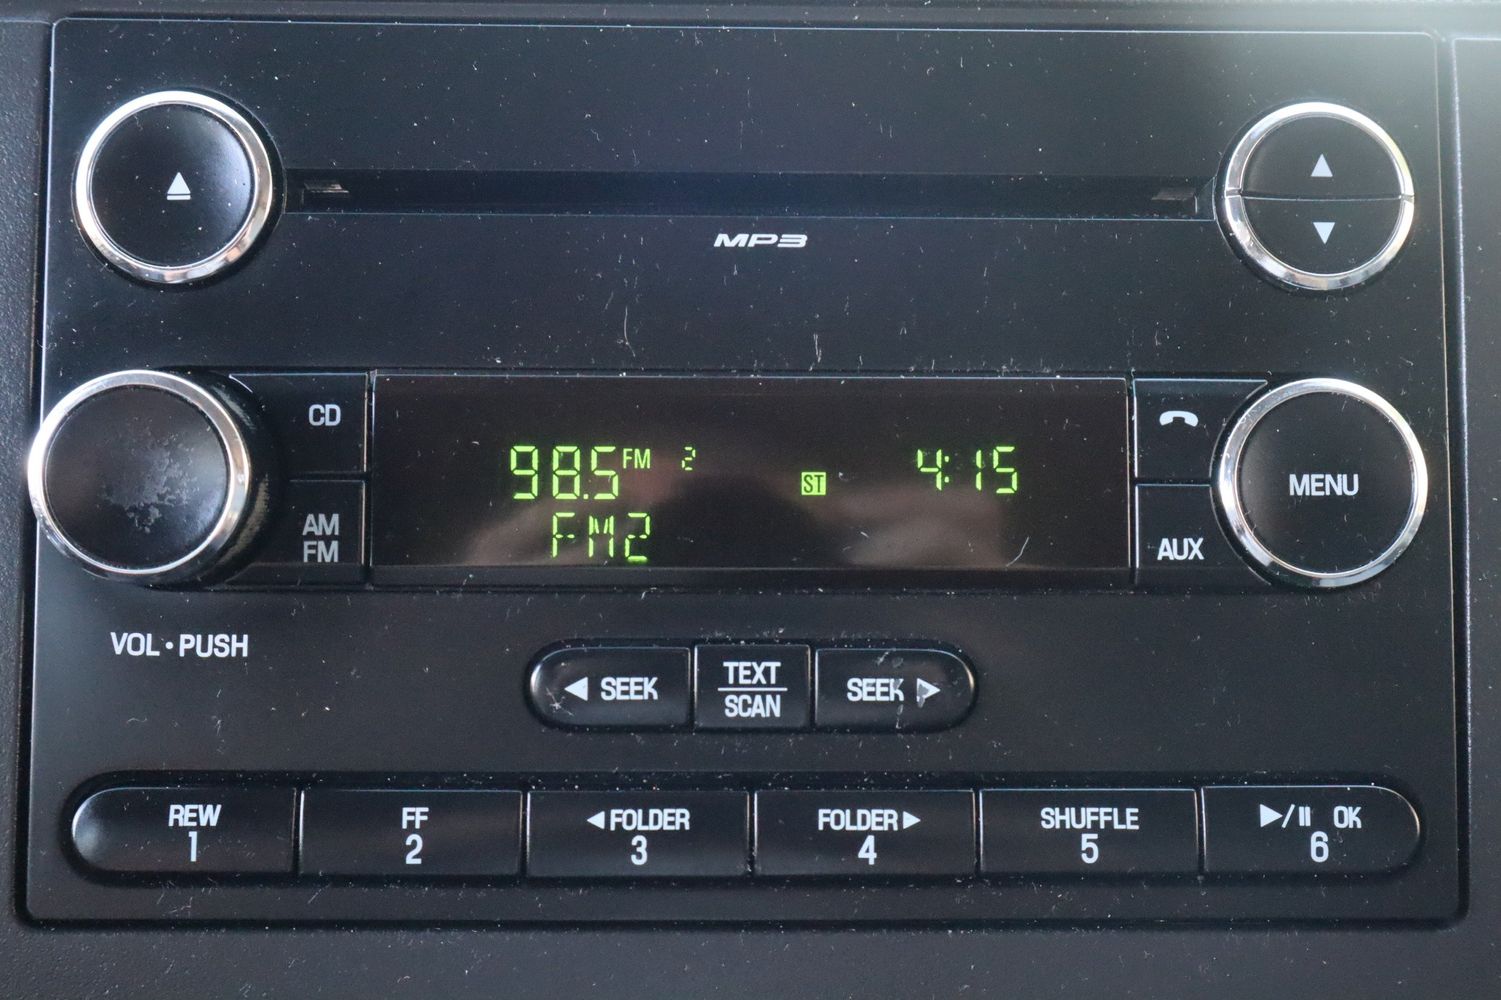 MP3
CD
AM
FM
98.5 FM 2 ST 4:15
FM2
MENU
AUX
VOL • PUSH
◀ SEEK
TEXT
SCAN
SEEK ▶
REW
1
FF
2
◀ FOLDER
3
FOLDER ▶
4
SHUFFLE
5
▶/II OK
6